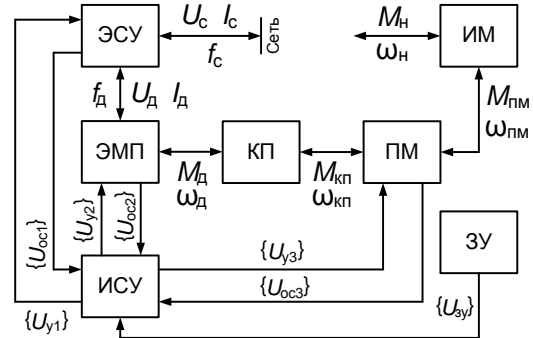 ЭСУ
U_с I_с
f_с
Сеть
M_н
ω_н
ИМ
f_д U_д I_д
M_пм
ω_пм
ЭМП
КП
ПМ
M_д
ω_д
M_кп
ω_кп
{U_ос1}
{U_у2}
{U_ос2}
{U_у3}
ЗУ
ИСУ
{U_ос3}
{U_зу}
{U_у1}